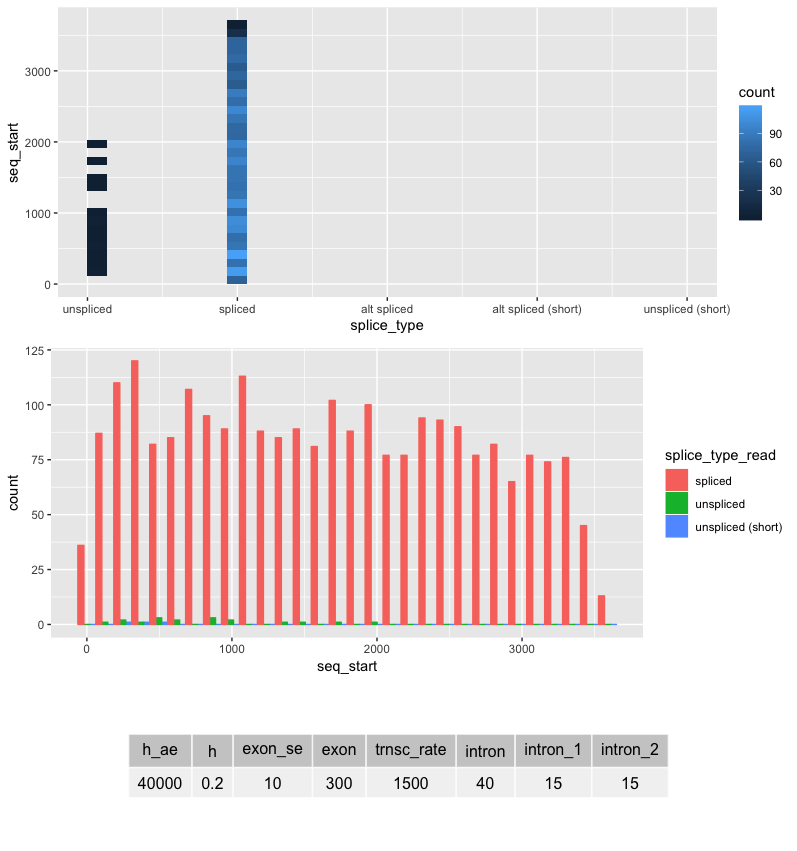 3000
2000
1000
0
seq_start
unspliced spliced alt spliced alt spliced (short) unspliced (short)
splice_type
count
90
60
30
125
100
75
50
25
0
count
0 1000 2000 3000
seq_start
splice_type_read
spliced
unspliced
unspliced (short)
h_ae h exon_se exon trnsc_rate intron intron_1 intron_2
40000 0.2 10 300 1500 40 15 15